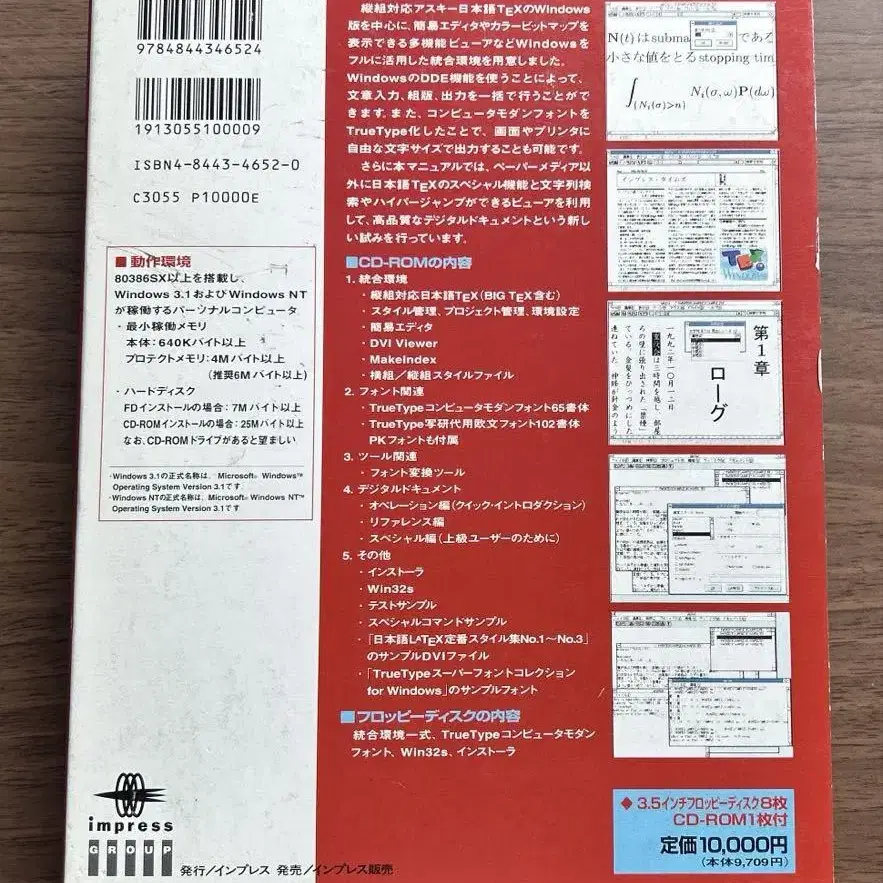 9784844346524
1913055100009
ISBN4-8443-4652-0
C3055 P10000E
■動作環境
80386SX以上を搭載し、
Windows 3.1およびWindows NT
が稼働するパーソナルコンピュータ
・最小稼働メモリ
本体：640Kバイト以上
プロテクトメモリ：4Mバイト以上
（推奨6Mバイト以上）
・ハードディスク
FDインストールの場合：7Mバイト以上
CD-ROMインストールの場合：25Mバイト以上
なお、CD-ROMドライブがあると望ましい
・Windows 3.1の正式名称は、Microsoft® Windows™
Operating System Version 3.1です
・Windows NTの正式名称は、Microsoft® Windows NT™
Operating System Version 3.1です
縦組対応アスキー日本語TEXのWindows
版を中心に、簡易エディタやカラービットマップを
表示できる多機能ビューアなどWindowsを
フルに活用した統合環境を用意しました。
WindowsのDDE機能を使うことによって、
文章入力、組版、出力を一括で行うことがで
きます。また、コンピュータモダンフォントを
TrueType化したことで、画面やプリンタに
自由な文字サイズで出力することも可能です。
さらに本マニュアルでは、ペーパーメディア以
外に日本語TEXのスペシャル機能と文字列検
索やハイパージャンプができるビューアを利用
して、高品質なデジタルドキュメントという新し
い試みを行っています。
■CD-ROMの内容
1. 統合環境
・縦組対応日本語TEX（BIG TEX含む）
・スタイル管理、プロジェクト管理、環境設定
・簡易エディタ
・DVI Viewer
・MakeIndex
・横組／縦組スタイルファイル
2. フォント関連
・TrueTypeコンピュータモダンフォント65書体
・TrueType写研代用欧文フォント102書体
PKフォントも付属
3. ツール関連
・フォント変換ツール
4. デジタルドキュメント
・オペレーション編（クイック・イントロダクション）
・リファレンス編
・スペシャル編（上級ユーザーのために）
5. その他
・インストーラ
・Win32s
・テストサンプル
・スペシャルコマンドサンプル
・「日本語LATEX定番スタイル集No.1～No.3」
のサンプルDVIファイル
・「TrueTypeスーパーフォントコレクション
for Windows」のサンプルフォント
■フロッピーディスクの内容
統合環境一式、TrueTypeコンピュータモダン
フォント、Win32s、インストーラ
N(t) はsubma
である
小さな値をとる stopping tim
∫(Nᵢ(σ)>n) Nᵢ(σ,ω)P(dω)
インプレス・タイムズ
TEX
WINDOWS
第1章
ローグ
一九九二年一〇月一二日
◆ 3.5インチフロッピーディスク8枚
CD-ROM1枚付
定価10,000円
（本体9,709円）
impress
GROUP
発行／インプレス 発売／インプレス販売